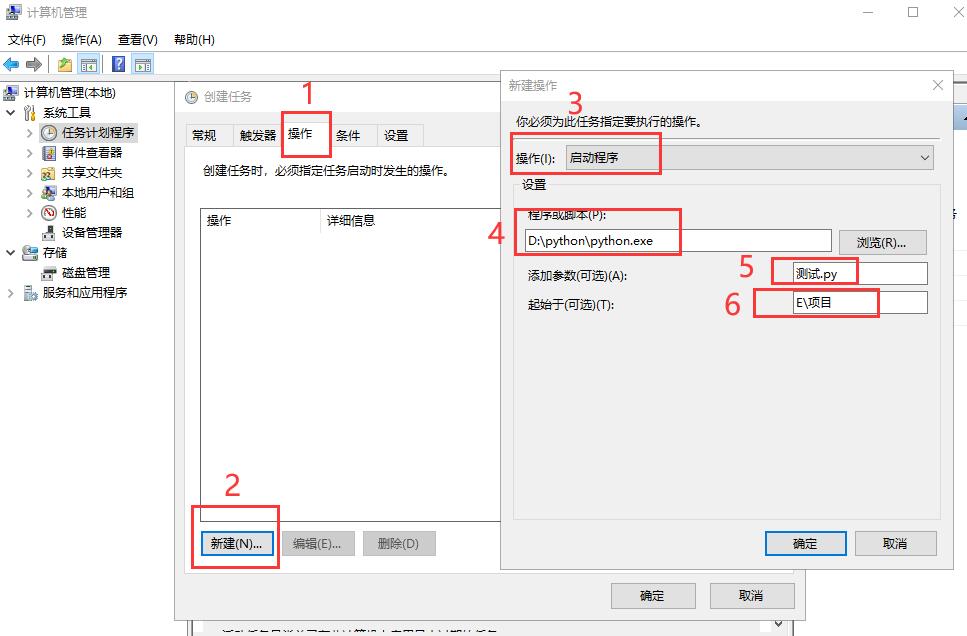 计算机管理
文件(F) 操作(A) 查看(V) 帮助(H)
计算机管理(本地)
系统工具
任务计划程序
事件查看器
共享文件夹
本地用户和组
性能
设备管理器
存储
磁盘管理
服务和应用程序
创建任务
1
常规 触发器 操作 条件 设置
创建任务时，必须指定任务启动时发生的操作。
操作 详细信息
2
新建(N)... 编辑(E)... 删除(D)
确定 取消
新建操作
3
你必须为此任务指定要执行的操作。
操作(I): 启动程序
设置
程序或脚本(P):
4
D:\python\python.exe 浏览(R)...
添加参数(可选)(A): 5 测试.py
起始于(可选)(T): 6 E\项目
确定 取消